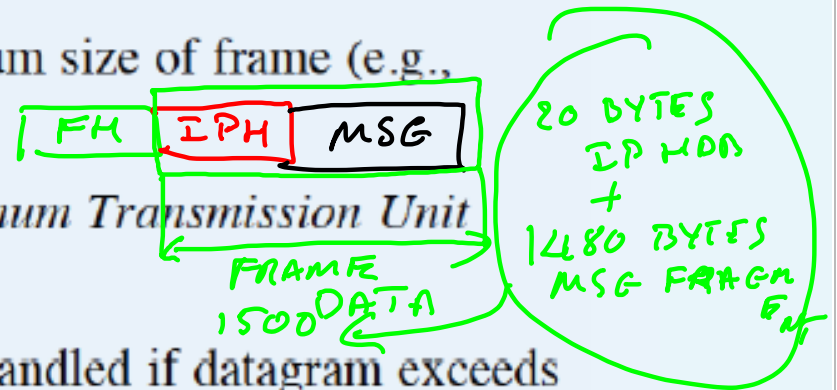 um size of frame (e.g.,
FH IPH MSG
num Transmission Unit
FRAME
1500 DATA
andled if datagram exceeds
20 BYTES
IP HDR
+
1480 BYTES
MSG FRAGM
ENT